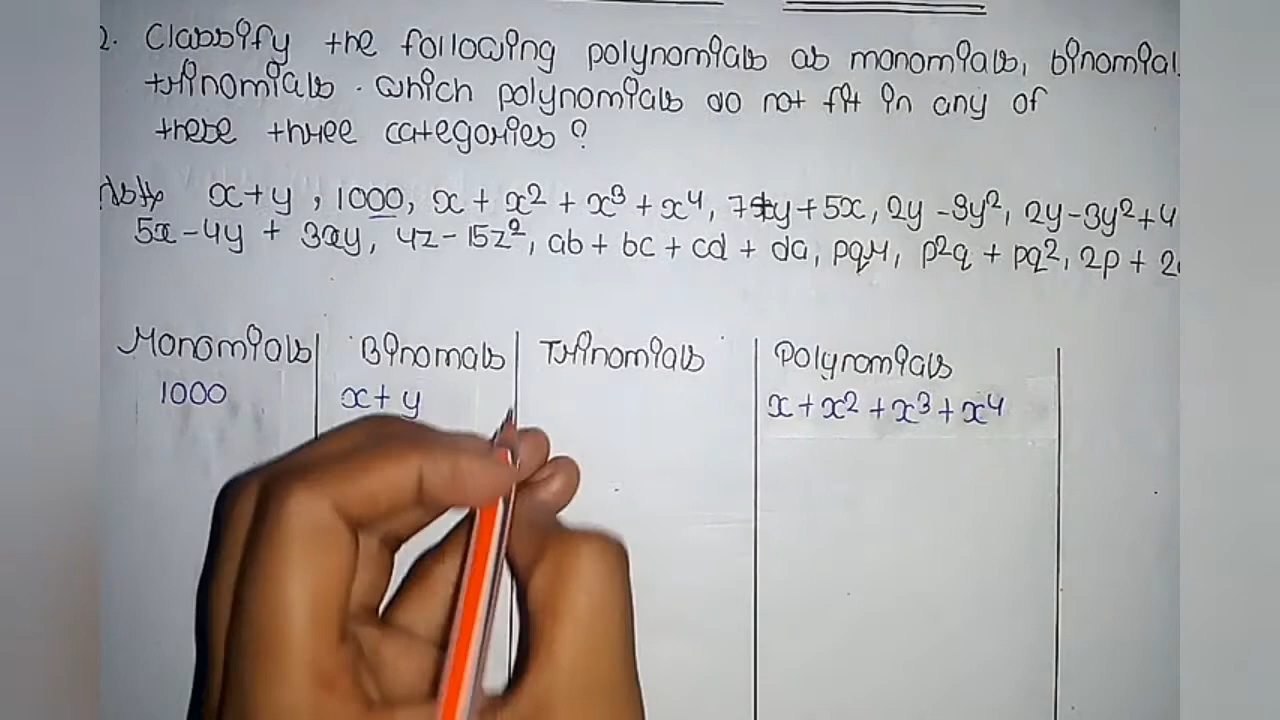 2. Classify the following polynomials as monomials, binomial
trinomials. which polynomials do not fit in any of
these three categories?
x + y, 1000, x + x² + x³ + x⁴, 7+y + 5x, 2y - 3y², 2y - 3y² + 4
5x - 4y + 3xy, 4z - 15z², ab + bc + cd + da, pqr, p²q + pq², 2p + 2
Monomials Binomals Trinomials Polynomials
1000 x + y x + x² + x³ + x⁴